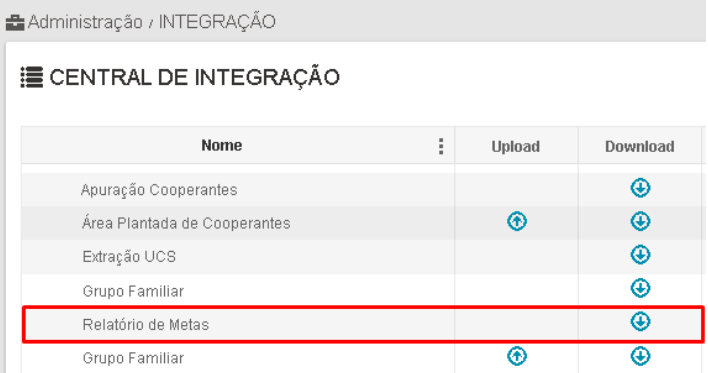 Administração / INTEGRAÇÃO
CENTRAL DE INTEGRAÇÃO
Nome Upload Download
Apuração Cooperantes
Área Plantada de Cooperantes
Extração UCS
Grupo Familiar
Relatório de Metas
Grupo Familiar